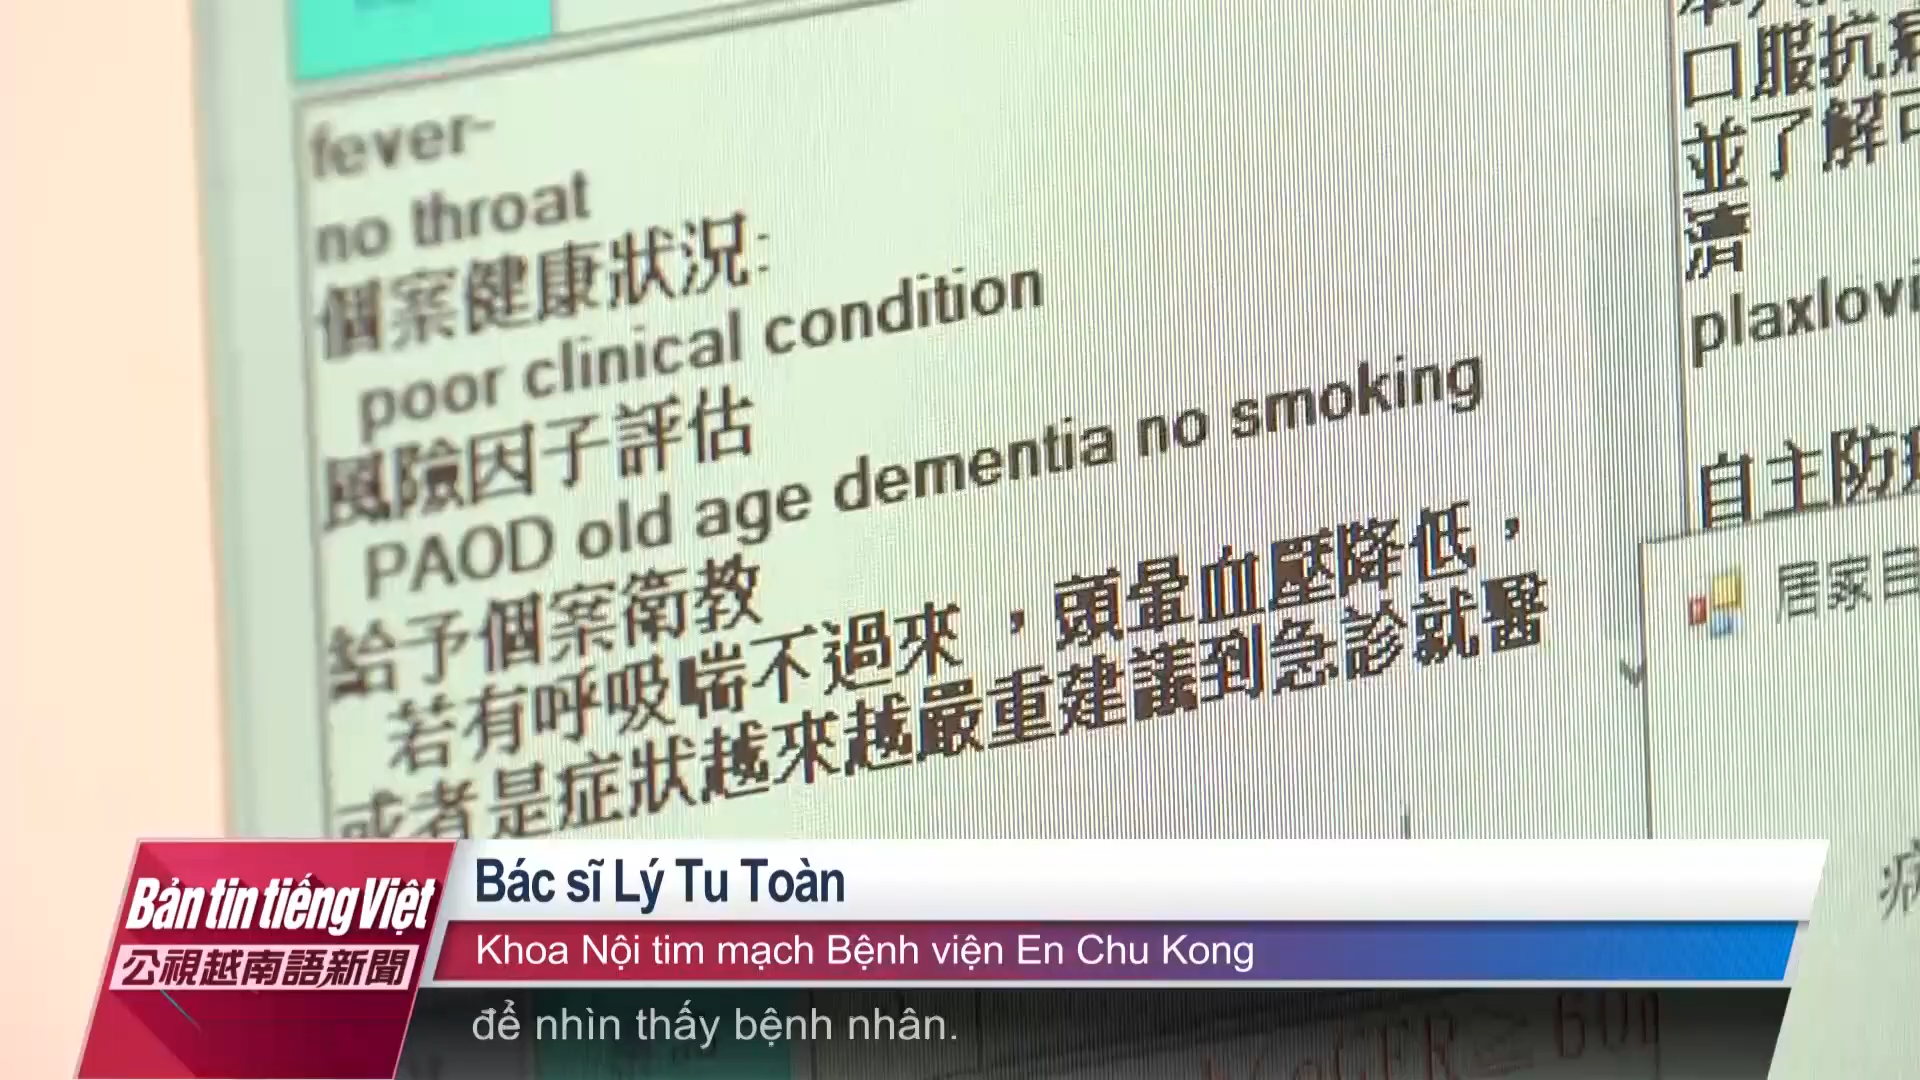 fever-
no throat
個案健康狀況:
poor clinical condition
風險因子評估
PAOD old age dementia no smoking
給予個案衛教
若有呼吸喘不過來，頭暈血壓降低，
或者是症狀越來越嚴重建議到急診就醫
口服抗病
並了解可
濟
plaxlovi
自主防疫
居家自
Bản tin tiếng Việt
公視越南語新聞
Bác sĩ Lý Tu Toàn
Khoa Nội tim mạch Bệnh viện En Chu Kong
để nhìn thấy bệnh nhân.